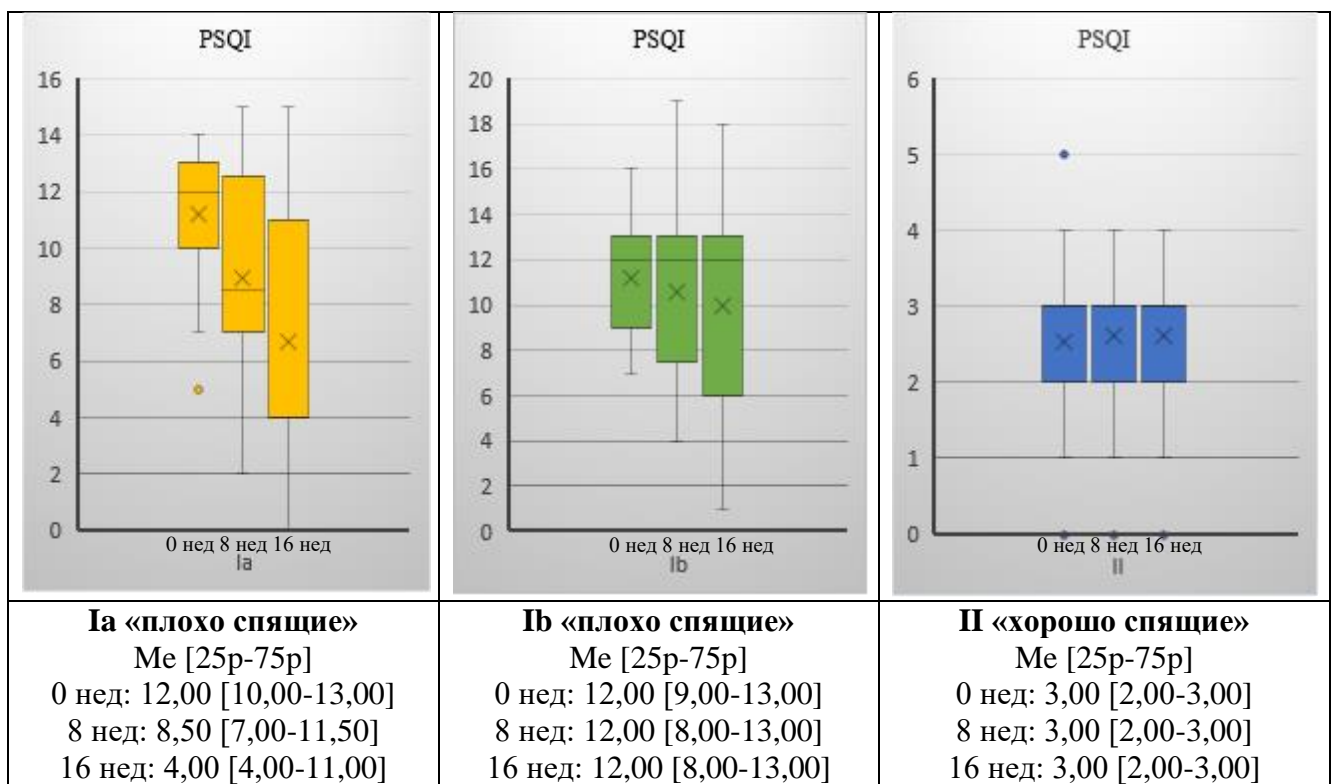 PSQI
16
14
12
10
8
6
4
2
0
0 нед 8 нед 16 нед
Ia
PSQI
20
18
16
14
12
10
8
6
4
2
0
0 нед 8 нед 16 нед
Ib
PSQI
6
5
4
3
2
1
0
0 нед 8 нед 16 нед
II
Ia «плохо спящие»
Me [25p-75p]
0 нед: 12,00 [10,00-13,00]
8 нед: 8,50 [7,00-11,50]
16 нед: 4,00 [4,00-11,00]
Ib «плохо спящие»
Me [25p-75p]
0 нед: 12,00 [9,00-13,00]
8 нед: 12,00 [8,00-13,00]
16 нед: 12,00 [8,00-13,00]
II «хорошо спящие»
Me [25p-75p]
0 нед: 3,00 [2,00-3,00]
8 нед: 3,00 [2,00-3,00]
16 нед: 3,00 [2,00-3,00]